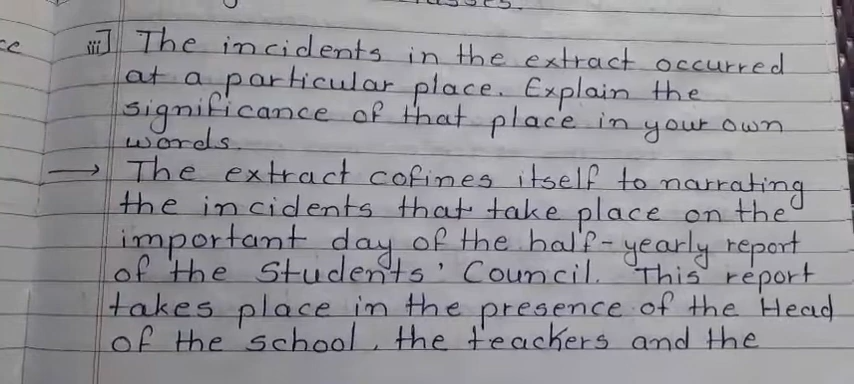 iii] The incidents in the extract occurred
at a particular place. Explain the
significance of that place in your own
words.
→ The extract cofines itself to narrating
the incidents that take place on the
important day of the half-yearly report
of the Students' Council. This report
takes place in the presence of the Head
of the school, the teachers and the